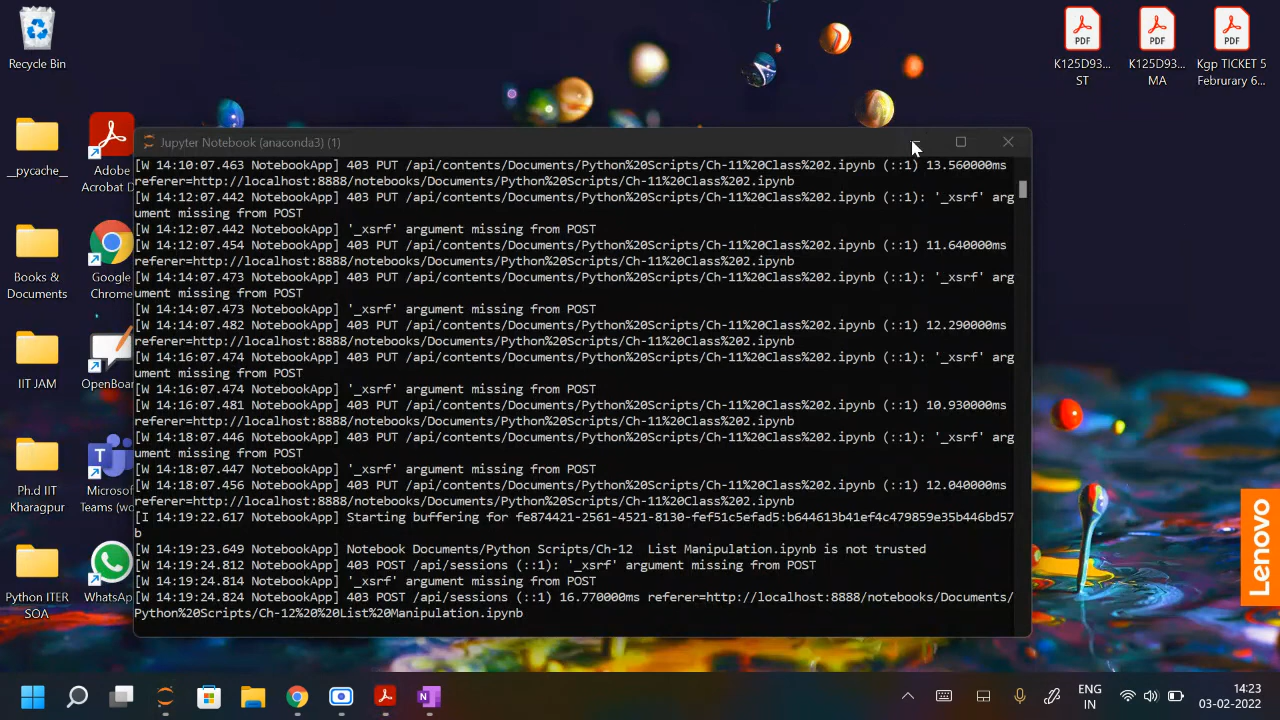 Recycle Bin
K125D93...
ST
K125D93...
MA
Kgp TICKET 5
Februrary 6...
__pycache__
Adobe
Acrobat D
Books &
Documents
Google
Chrome
IIT JAM
OpenBoar
Ph.d IIT
Kharagpur
Microsof
Teams (wo
Python ITER
SOA
WhatsAp
Jupyter Notebook (anaconda3) (1)
[W 14:10:07.463 NotebookApp] 403 PUT /api/contents/Documents/Python%20Scripts/Ch-11%20Class%202.ipynb (::1) 13.560000ms
referer=http://localhost:8888/notebooks/Documents/Python%20Scripts/Ch-11%20Class%202.ipynb
[W 14:12:07.442 NotebookApp] 403 PUT /api/contents/Documents/Python%20Scripts/Ch-11%20Class%202.ipynb (::1): '_xsrf' arg
ument missing from POST
[W 14:12:07.442 NotebookApp] '_xsrf' argument missing from POST
[W 14:12:07.454 NotebookApp] 403 PUT /api/contents/Documents/Python%20Scripts/Ch-11%20Class%202.ipynb (::1) 11.640000ms
referer=http://localhost:8888/notebooks/Documents/Python%20Scripts/Ch-11%20Class%202.ipynb
[W 14:14:07.473 NotebookApp] 403 PUT /api/contents/Documents/Python%20Scripts/Ch-11%20Class%202.ipynb (::1): '_xsrf' arg
ument missing from POST
[W 14:14:07.473 NotebookApp] '_xsrf' argument missing from POST
[W 14:14:07.482 NotebookApp] 403 PUT /api/contents/Documents/Python%20Scripts/Ch-11%20Class%202.ipynb (::1) 12.290000ms
referer=http://localhost:8888/notebooks/Documents/Python%20Scripts/Ch-11%20Class%202.ipynb
[W 14:16:07.474 NotebookApp] 403 PUT /api/contents/Documents/Python%20Scripts/Ch-11%20Class%202.ipynb (::1): '_xsrf' arg
ument missing from POST
[W 14:16:07.474 NotebookApp] '_xsrf' argument missing from POST
[W 14:16:07.481 NotebookApp] 403 PUT /api/contents/Documents/Python%20Scripts/Ch-11%20Class%202.ipynb (::1) 10.930000ms
referer=http://localhost:8888/notebooks/Documents/Python%20Scripts/Ch-11%20Class%202.ipynb
[W 14:18:07.446 NotebookApp] 403 PUT /api/contents/Documents/Python%20Scripts/Ch-11%20Class%202.ipynb (::1): '_xsrf' arg
ument missing from POST
[W 14:18:07.447 NotebookApp] '_xsrf' argument missing from POST
[W 14:18:07.456 NotebookApp] 403 PUT /api/contents/Documents/Python%20Scripts/Ch-11%20Class%202.ipynb (::1) 12.040000ms
referer=http://localhost:8888/notebooks/Documents/Python%20Scripts/Ch-11%20Class%202.ipynb
[I 14:19:22.617 NotebookApp] Starting buffering for fe874421-2561-4521-8130-fef51c5efad5:b644613b41ef4c479859e35b446bd57
b
[W 14:19:23.649 NotebookApp] Notebook Documents/Python Scripts/Ch-12  List Manipulation.ipynb is not trusted
[W 14:19:24.812 NotebookApp] 403 POST /api/sessions (::1): '_xsrf' argument missing from POST
[W 14:19:24.814 NotebookApp] '_xsrf' argument missing from POST
[W 14:19:24.824 NotebookApp] 403 POST /api/sessions (::1) 16.770000ms referer=http://localhost:8888/notebooks/Documents/
Python%20Scripts/Ch-12%20%20List%20Manipulation.ipynb
Lenovo
ENG
IN
14:23
03-02-2022